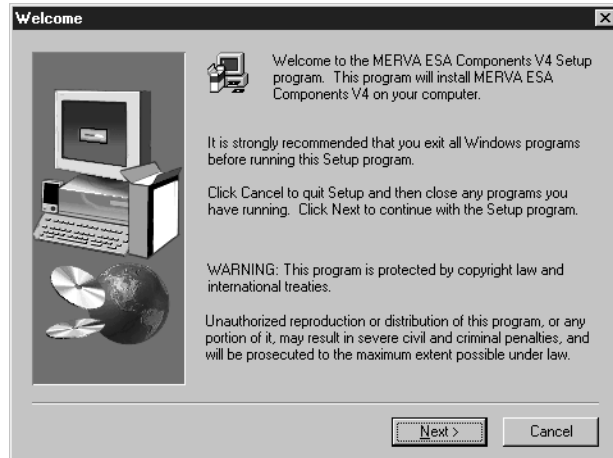 Welcome
Welcome to the MERVA ESA Components V4 Setup
program. This program will install MERVA ESA
Components V4 on your computer.
It is strongly recommended that you exit all Windows programs
before running this Setup program.
Click Cancel to quit Setup and then close any programs you
have running. Click Next to continue with the Setup program.
WARNING: This program is protected by copyright law and
international treaties.
Unauthorized reproduction or distribution of this program, or any
portion of it, may result in severe civil and criminal penalties, and
will be prosecuted to the maximum extent possible under law.
Next >
Cancel